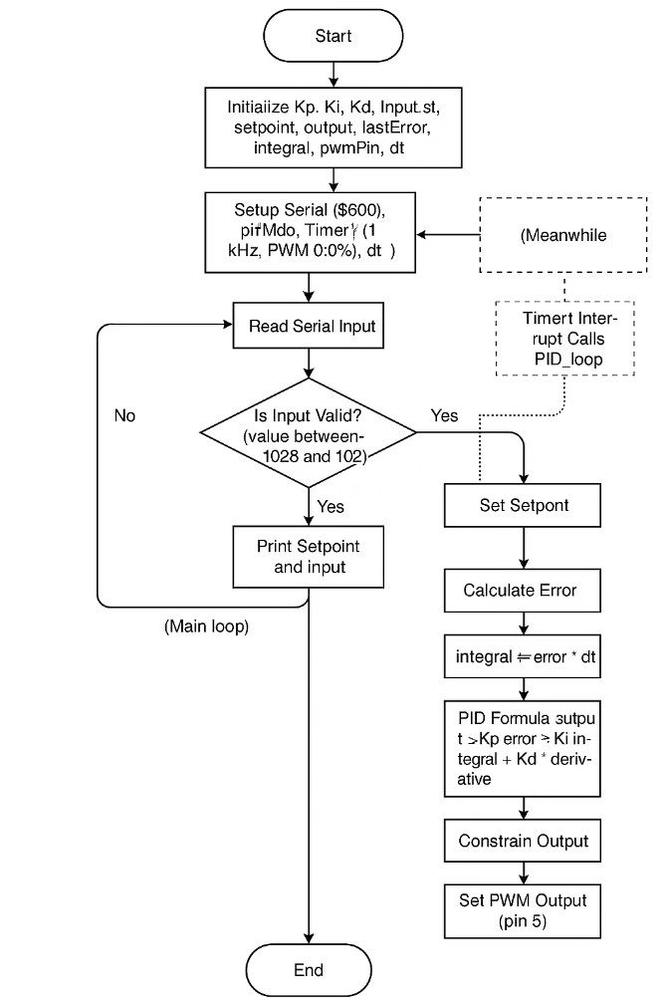 Start
Initiaiize Kp. Ki, Kd, Input.st,
setpoint, output, lastError,
integral, pwmPin, dt
Setup Serial ($600),
Timer (1
kHz, PWM 0:0%), dt )
(Meanwhile
Read Serial Input
Timert Inter-
rupt Calls
PID_loop
No
Is Input Valid?
(value between-
1028 and 102)
Yes
Yes
Set Setpont
Print Setpoint
and input
Calculate Error
(Main loop)
integral = error * dt
PID Formula sutpu
t >Kp error ≥ Ki in-
tegral + Kd * deriv-
ative
Constrain Output
Set PWM Output
(pin 5)
End